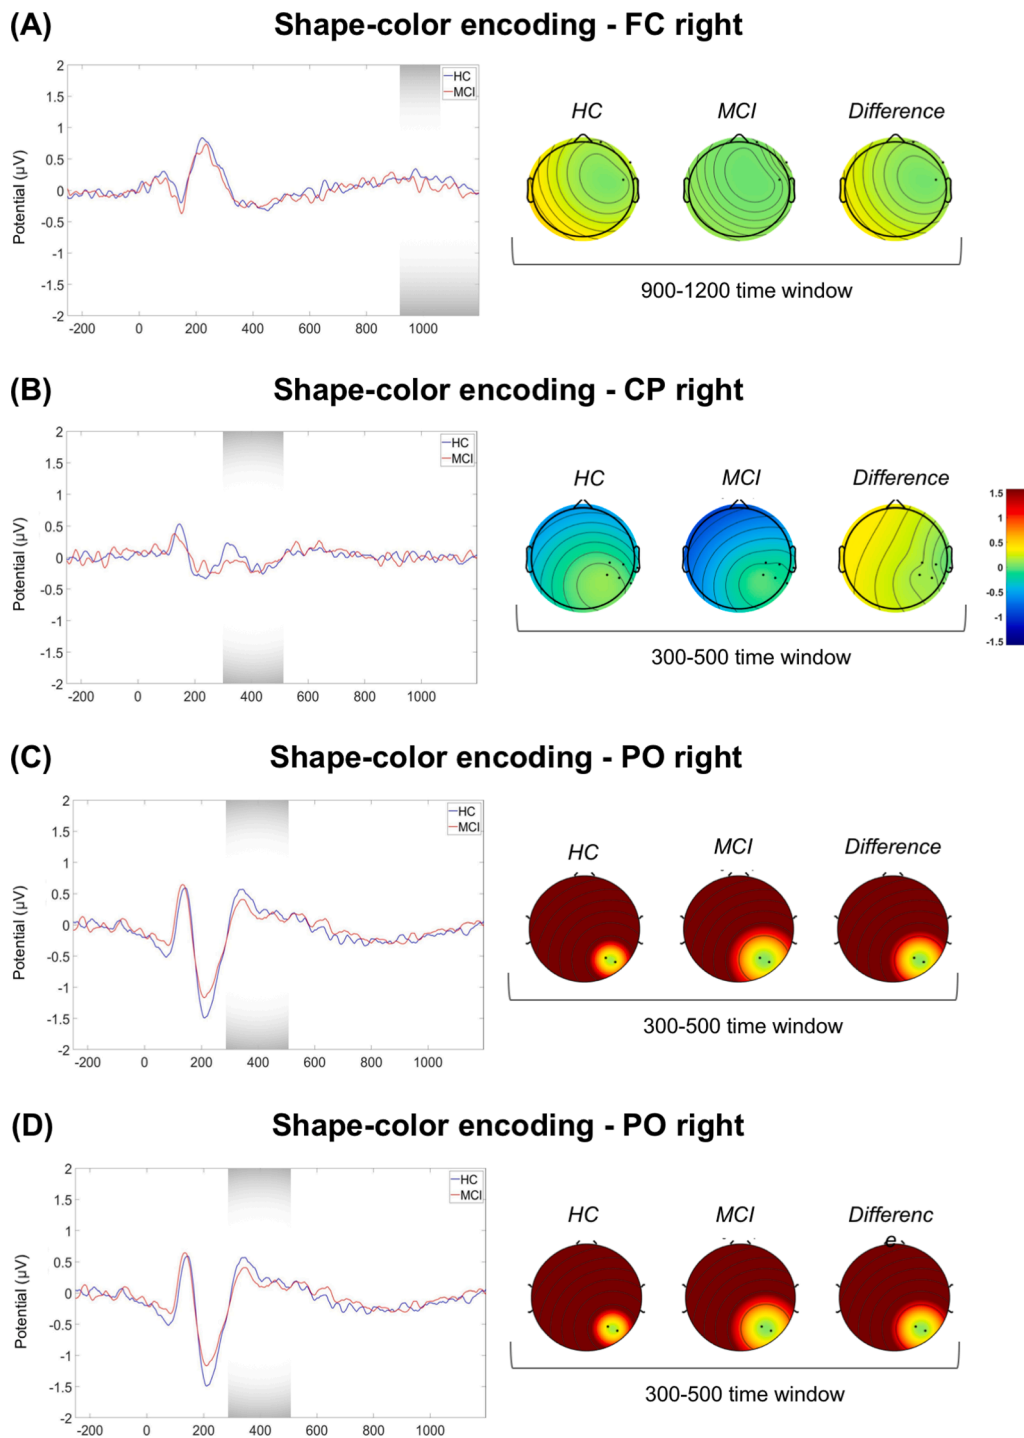 (A) Shape-color encoding - FC right
2
1.5
1
0.5
0
-0.5
-1
-1.5
-2
Potential (µV)
HC
MCI
-200 0 200 400 600 800 1000
HC MCI Difference
900-1200 time window
(B) Shape-color encoding - CP right
2
1.5
1
0.5
0
-0.5
-1
-1.5
-2
Potential (µV)
HC
MCI
-200 0 200 400 600 800 1000
HC MCI Difference
1.5
1
0.5
0
-0.5
-1
-1.5
300-500 time window
(C) Shape-color encoding - PO right
2
1.5
1
0.5
0
-0.5
-1
-1.5
-2
Potential (µV)
HC
MCI
-200 0 200 400 600 800 1000
HC MCI Difference
300-500 time window
(D) Shape-color encoding - PO right
2
1.5
1
0.5
0
-0.5
-1
-1.5
-2
Potential (µV)
HC
MCI
-200 0 200 400 600 800 1000
HC MCI Differenc
e
300-500 time window